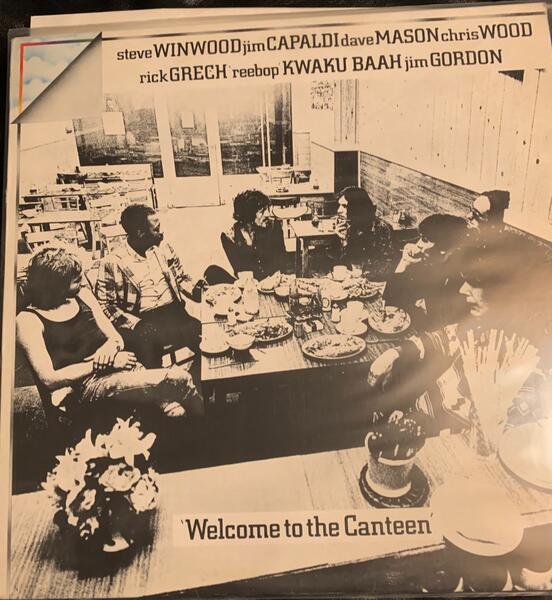 steve WINWOOD jim CAPALDI dave MASON chris WOOD
rick GRECH 'reebop' KWAKU BAAH jim GORDON
'Welcome to the Canteen'